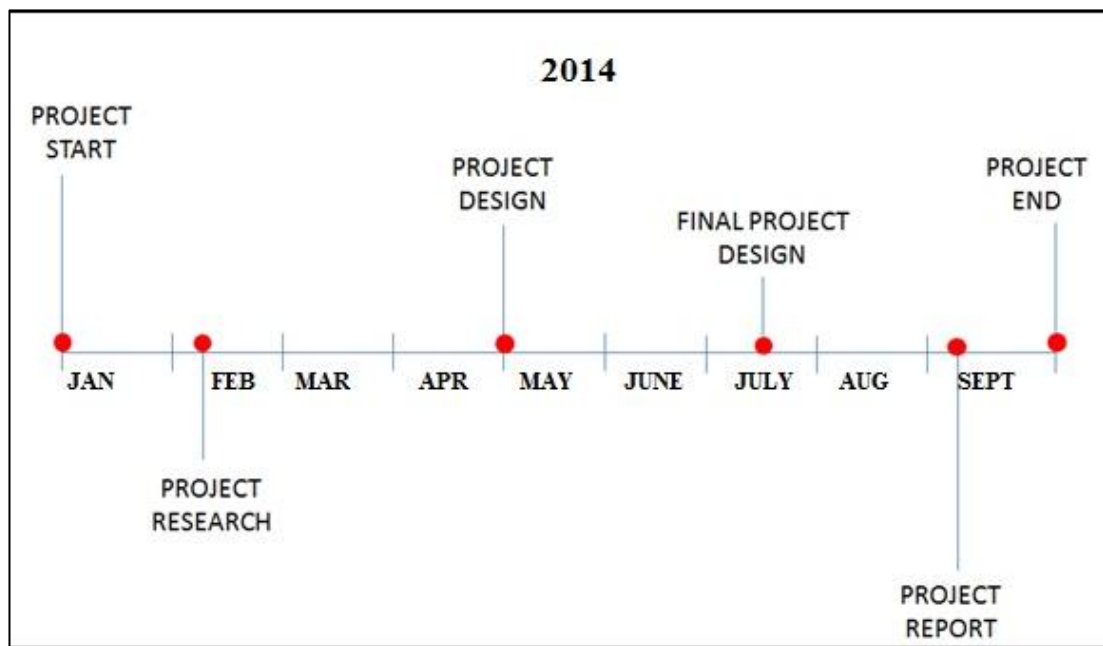 2014
PROJECT
START
PROJECT
DESIGN
FINAL PROJECT
DESIGN
PROJECT
END
JAN FEB MAR APR MAY JUNE JULY AUG SEPT
PROJECT
RESEARCH
PROJECT
REPORT